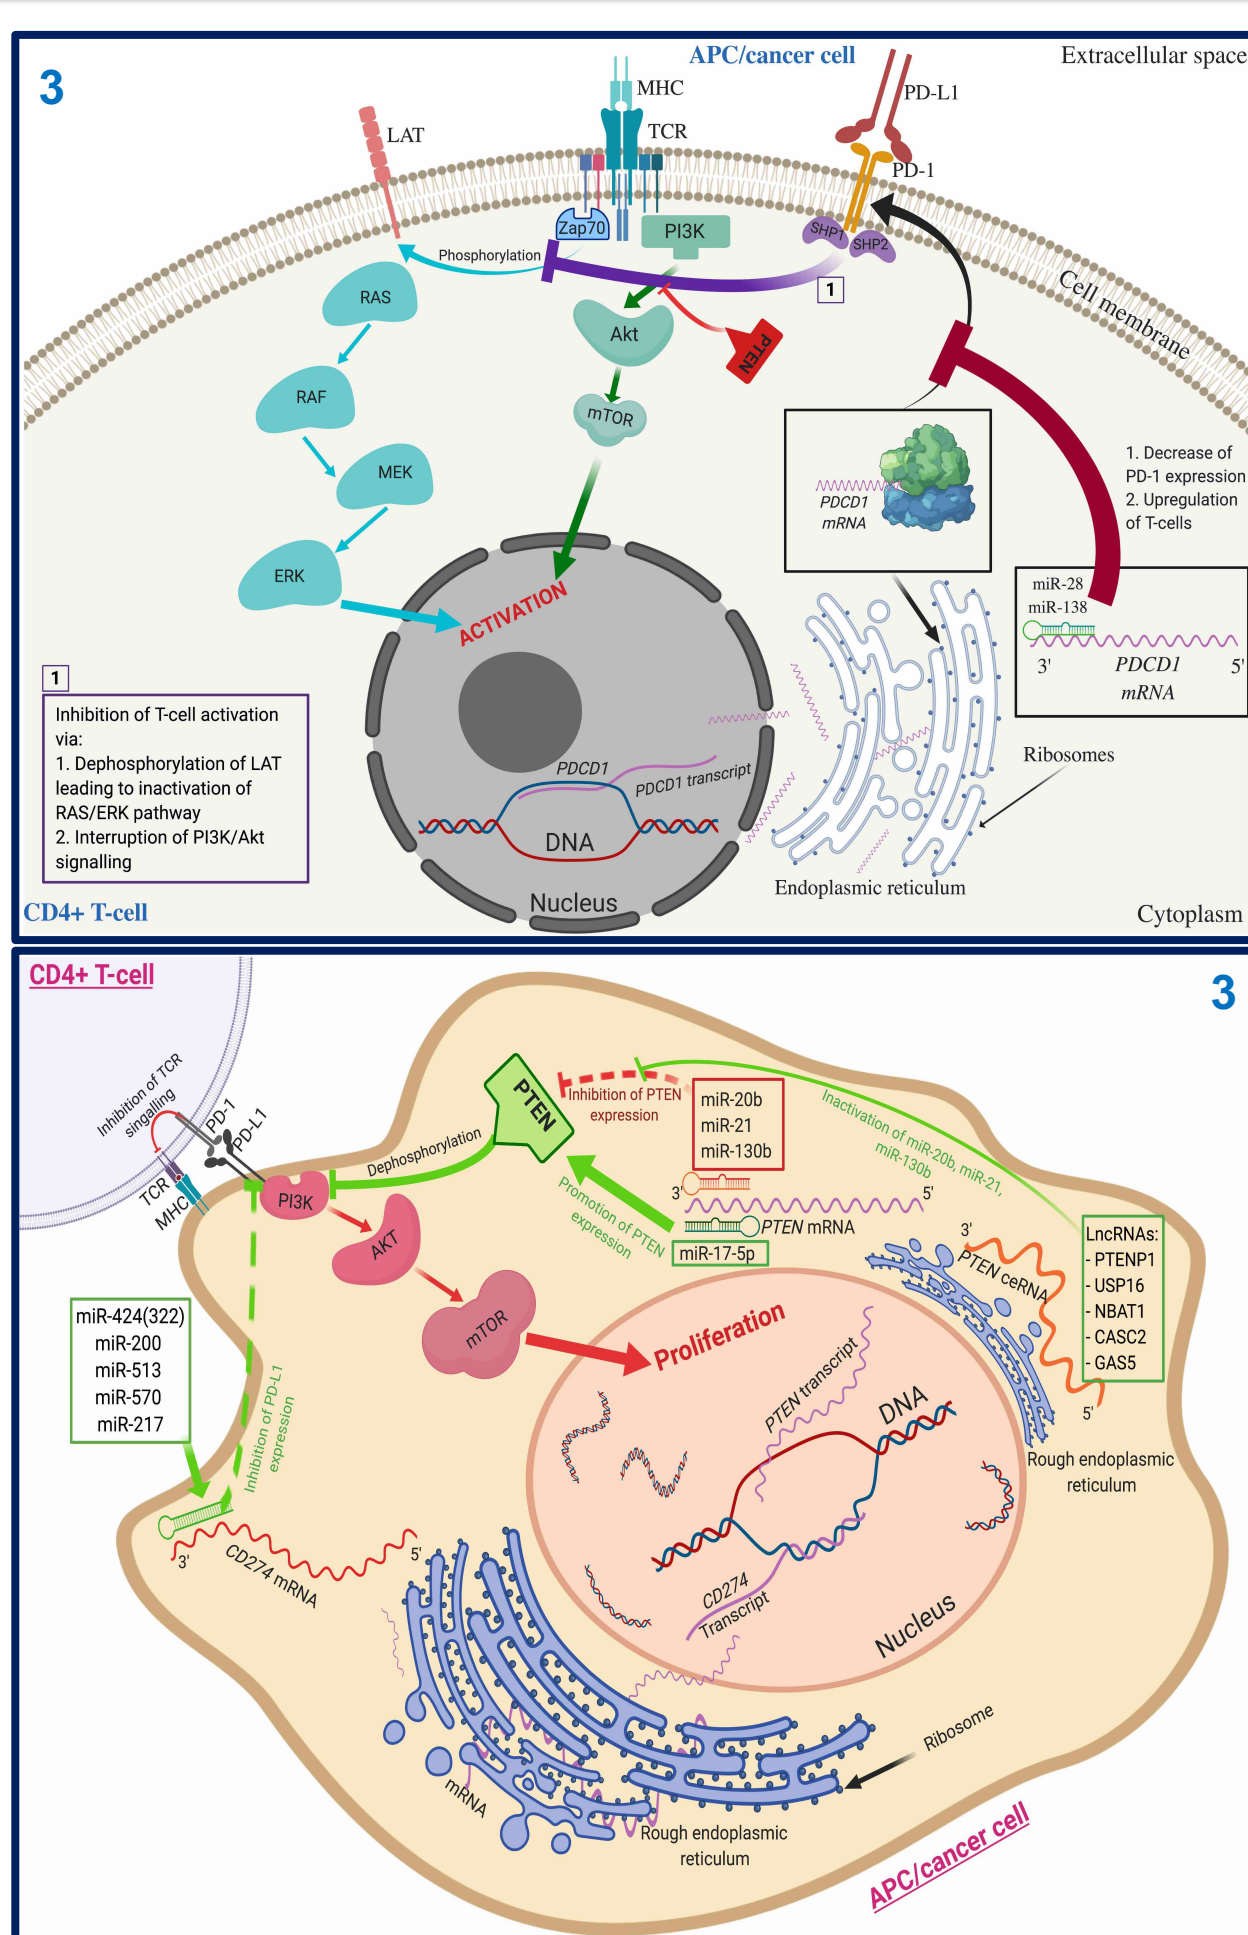 3
APC/cancer cell
Extracellular space
MHC
PD-L1
LAT
TCR
PD-1
Zap70
PI3K
SHP1
SHP2
Phosphorylation
1
Cell membrane
RAS
Akt
PTEN
RAF
mTOR
MEK
1. Decrease of
PD-1 expression
2. Upregulation
of T-cells
PDCD1
mRNA
ERK
ACTIVATION
miR-28
miR-138
3'
PDCD1
5'
mRNA
1
Inhibition of T-cell activation
via:
1. Dephosphorylation of LAT
leading to inactivation of
RAS/ERK pathway
2. Interruption of PI3K/Akt
signalling
PDCD1
PDCD1 transcript
DNA
Nucleus
Ribosomes
Endoplasmic reticulum
CD4+ T-cell
Cytoplasm
CD4+ T-cell
3
Inhibition of TCR
singalling
PD-1
PD-L1
TCR
MHC
PI3K
Dephosphorylation
PTEN
Inhibition of PTEN
expression
miR-20b
miR-21
miR-130b
Inactivation of miR-20b, miR-21,
miR-130b
3'
5'
PTEN mRNA
miR-17-5p
Promotion of PTEN
expression
AKT
mTOR
Proliferation
3'
PTEN ceRNA
5'
LncRNAs:
- PTENP1
- USP16
- NBAT1
- CASC2
- GAS5
Rough endoplasmic
reticulum
miR-424(322)
miR-200
miR-513
miR-570
miR-217
Inhibition of PD-L1
expression
3'
CD274 mRNA
5'
PTEN transcript
DNA
CD274
Transcript
Nucleus
mRNA
Ribosome
Rough endoplasmic
reticulum
APC/cancer cell